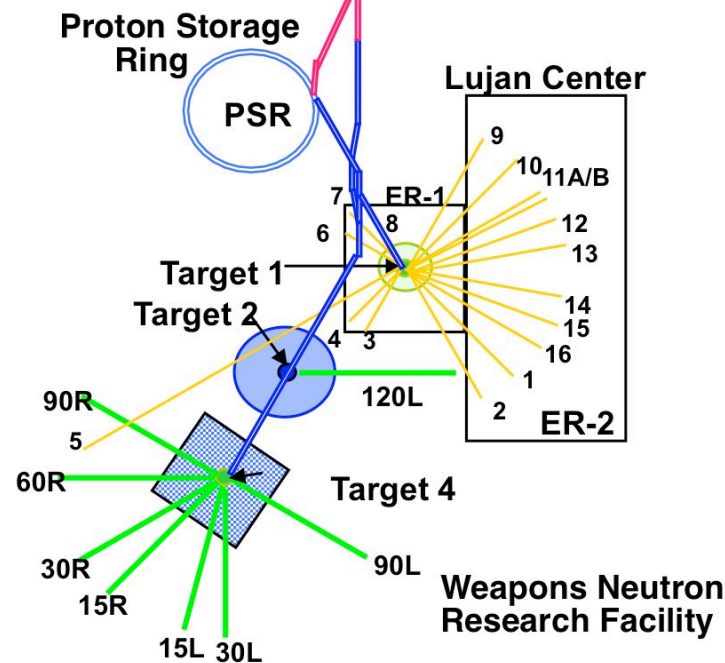 Proton Storage
Ring
PSR
Lujan Center
9
10
11A/B
7
ER-1
8
12
6
13
Target 1
14
Target 2
15
4
3
16
1
120L
2
90R
ER-2
5
60R
Target 4
30R
90L
15R
Weapons Neutron
Research Facility
15L
30L